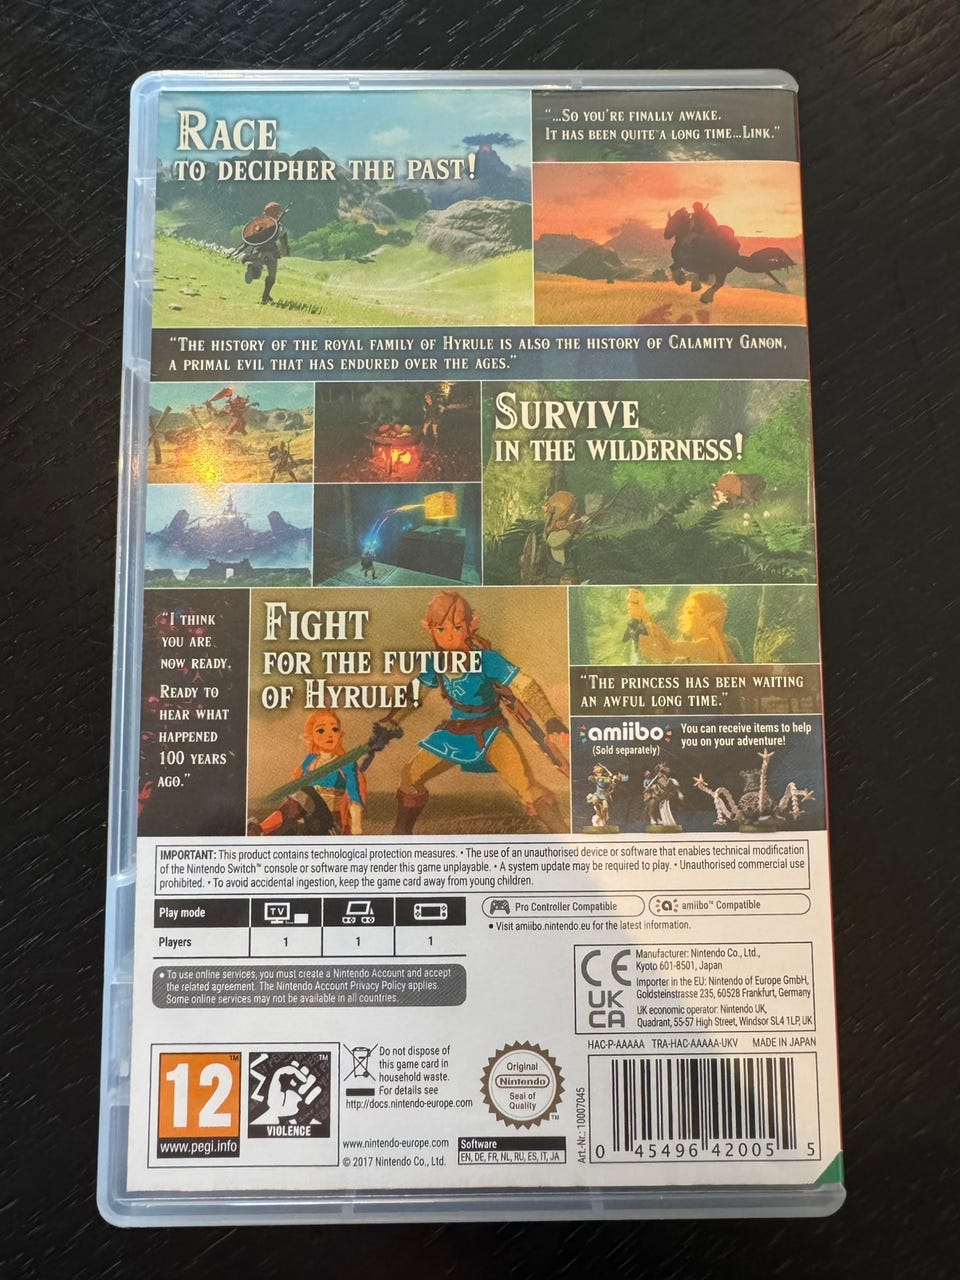 RACE
TO DECIPHER THE PAST!
"...SO YOU'RE FINALLY AWAKE.
IT HAS BEEN QUITE A LONG TIME...LINK."
"THE HISTORY OF THE ROYAL FAMILY OF HYRULE IS ALSO THE HISTORY OF CALAMITY GANON,
A PRIMAL EVIL THAT HAS ENDURED OVER THE AGES."
SURVIVE
IN THE WILDERNESS!
"I THINK
YOU ARE
NOW READY.
READY TO
HEAR WHAT
HAPPENED
100 YEARS
AGO."
FIGHT
FOR THE FUTURE
OF HYRULE!
"THE PRINCESS HAS BEEN WAITING
AN AWFUL LONG TIME."
amiibo
(Sold separately)
You can receive items to help
you on your adventure!
IMPORTANT: This product contains technological protection measures. • The use of an unauthorised device or software that enables technical modification
of the Nintendo Switch™ console or software may render this game unplayable. • A system update may be required to play. • Unauthorised commercial use
prohibited. • To avoid accidental ingestion, keep the game card away from young children.
Play mode TV
Players 1 1 1
Pro Controller Compatible
amiibo™ Compatible
• Visit amiibo.nintendo.eu for the latest information.
• To use online services, you must create a Nintendo Account and accept
the related agreement. The Nintendo Account Privacy Policy applies.
Some online services may not be available in all countries.
CE
UK
CA
Manufacturer: Nintendo Co., Ltd.,
Kyoto 601-8501, Japan
Importer in the EU: Nintendo of Europe GmbH,
Goldsteinstrasse 235, 60528 Frankfurt, Germany
UK economic operator: Nintendo UK,
Quadrant, 55-57 High Street, Windsor SL4 1LP, UK
HAC-P-AAAAA TRA-HAC-AAAAA-UKV MADE IN JAPAN
12
™
www.pegi.info
™
VIOLENCE
Do not dispose of
this game card in
household waste.
For details see
http://docs.nintendo-europe.com
www.nintendo-europe.com
© 2017 Nintendo Co., Ltd.
Original
Nintendo
Seal of
Quality
™
Software
EN, DE, FR, NL, RU, ES, IT, JA
Art.-Nr.: 10007045
0 45496 42005 5